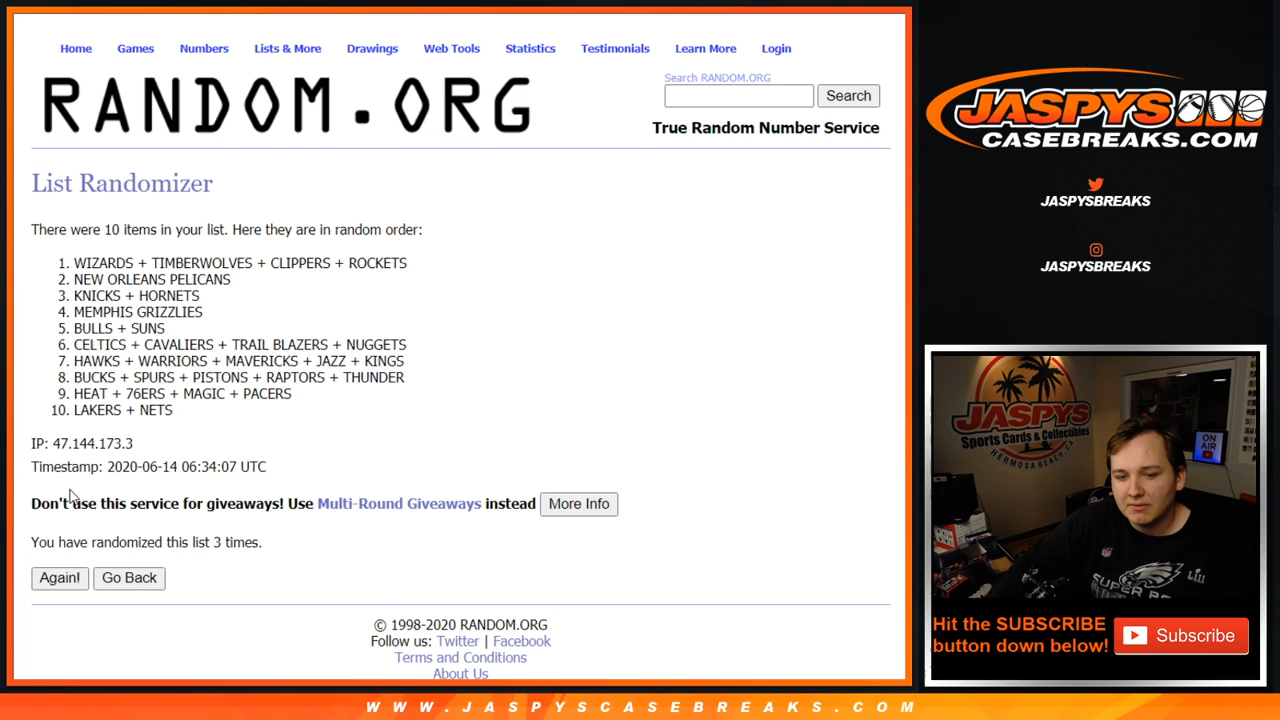 Home Games Numbers Lists & More Drawings Web Tools Statistics Testimonials Learn More Login
RANDOM.ORG
Search RANDOM.ORG
Search
True Random Number Service
List Randomizer
There were 10 items in your list. Here they are in random order:
1. WIZARDS + TIMBERWOLVES + CLIPPERS + ROCKETS
2. NEW ORLEANS PELICANS
3. KNICKS + HORNETS
4. MEMPHIS GRIZZLIES
5. BULLS + SUNS
6. CELTICS + CAVALIERS + TRAIL BLAZERS + NUGGETS
7. HAWKS + WARRIORS + MAVERICKS + JAZZ + KINGS
8. BUCKS + SPURS + PISTONS + RAPTORS + THUNDER
9. HEAT + 76ERS + MAGIC + PACERS
10. LAKERS + NETS
IP: 47.144.173.3
Timestamp: 2020-06-14 06:34:07 UTC
Don't use this service for giveaways! Use Multi-Round Giveaways instead More Info
You have randomized this list 3 times.
Again! Go Back
© 1998-2020 RANDOM.ORG
Follow us: Twitter | Facebook
Terms and Conditions
About Us
JASPYS
CASEBREAKS.COM
JASPYSBREAKS
JASPYSBREAKS
JASPYS
Sports Cards & Collectibles
HERMOSA BEACH CA
ON
AIR
NFL
SUPER BOWL
LII
Hit the SUBSCRIBE
button down below!
Subscribe
WWW.JASPYSCASEBREAKS.COM